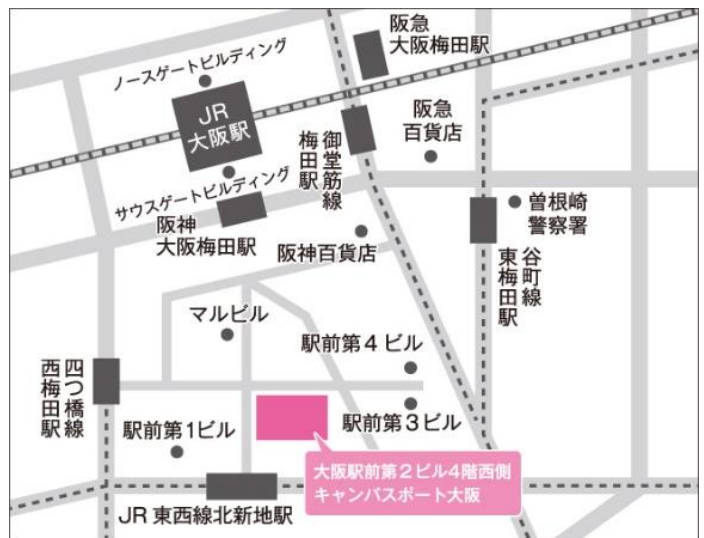 阪急
大阪梅田駅
ノースゲートビルディング
JR
大阪駅
御堂筋線
梅田駅
阪急
百貨店
サウスゲートビルディング
阪神
大阪梅田駅
曽根崎
警察署
阪神百貨店
谷町線
東梅田駅
マルビル
駅前第4ビル
四つ橋線
西梅田駅
駅前第1ビル
駅前第3ビル
大阪駅前第2ビル4階西側
キャンパスポート大阪
JR 東西線北新地駅